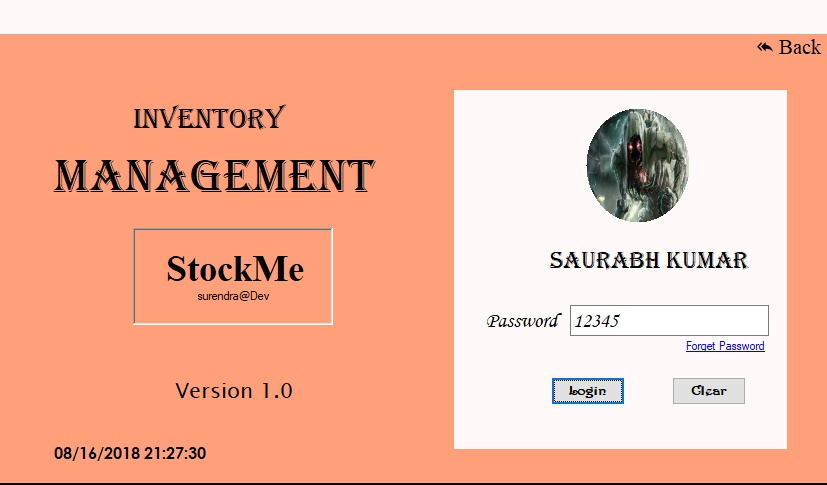 Back
INVENTORY
MANAGEMENT
StockMe
surendra@Dev
Version 1.0
08/16/2018 21:27:30
SAURABH KUMAR
Password 12345
Forget Password
Login Clear